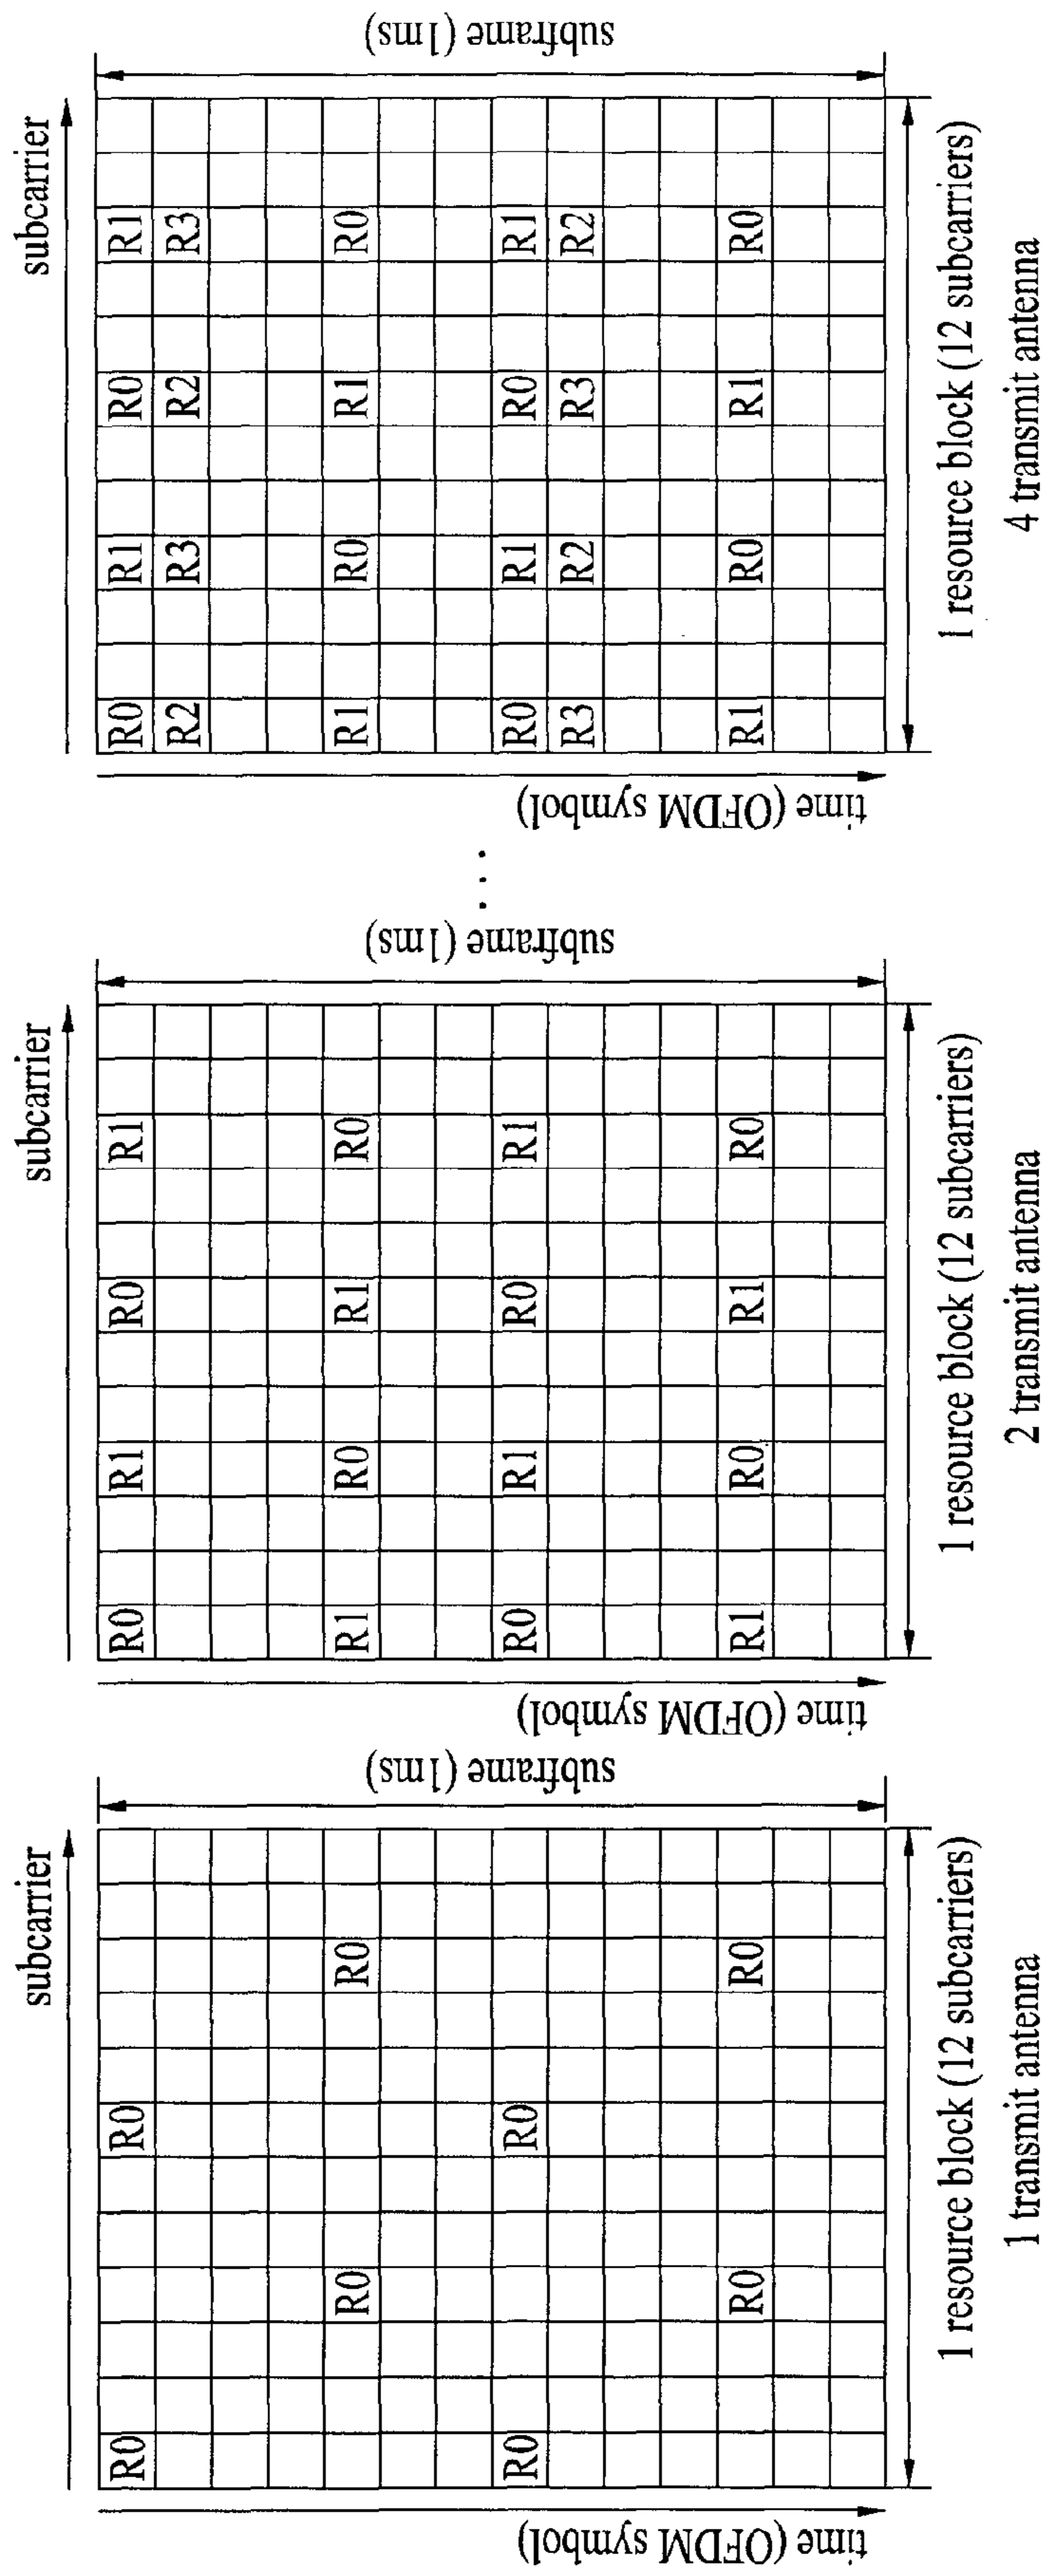 subcarrier
time (OFDM symbol)
R0 R0
R0 R0
R0 R0
R0 R0
subframe (1ms)
1 resource block (12 subcarriers)
1 transmit antenna
subcarrier
time (OFDM symbol)
R0 R1 R0 R1
R1 R0 R1 R0
R0 R1 R0 R1
R1 R0 R1 R0
subframe (1ms)
1 resource block (12 subcarriers)
2 transmit antenna
...
subcarrier
time (OFDM symbol)
R0 R1 R0 R1
R2 R3 R2 R3
R1 R0 R1 R0
R0 R1 R0 R1
R3 R2 R3 R2
R1 R0 R1 R0
subframe (1ms)
1 resource block (12 subcarriers)
4 transmit antenna